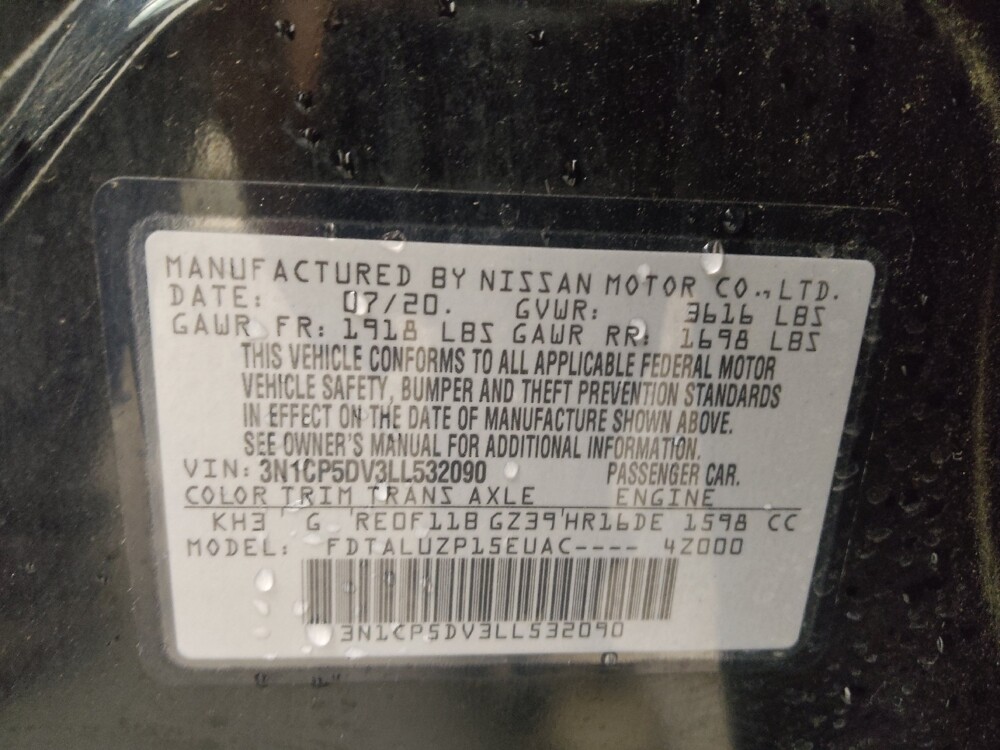 MANUFACTURED BY NISSAN MOTOR CO.,LTD.
DATE: 07/20. GVWR: 3616 LBS
GAWR FR: 1918 LBS GAWR RR: 1698 LBS
THIS VEHICLE CONFORMS TO ALL APPLICABLE FEDERAL MOTOR
VEHICLE SAFETY, BUMPER AND THEFT PREVENTION STANDARDS
IN EFFECT ON THE DATE OF MANUFACTURE SHOWN ABOVE.
SEE OWNER'S MANUAL FOR ADDITIONAL INFORMATION.
VIN: 3N1CP5DV3LL532090 PASSENGER CAR.
COLOR TRIM TRANS AXLE ENGINE
KH3 G 'RE0F11B GZ39'HR16DE 1598 CC
MODEL: FDTALUZP15EUAC---- 4Z000
3N1CP5DV3LL532090